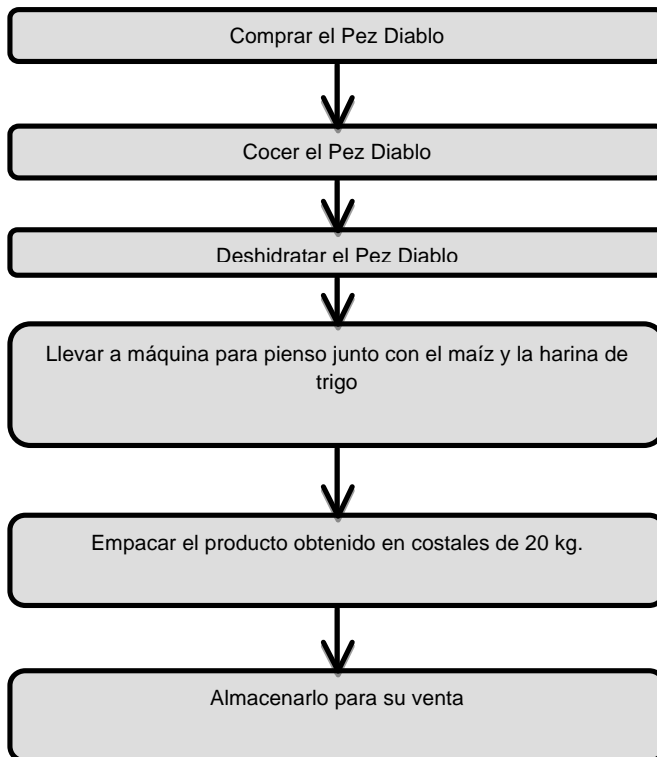 Comprar el Pez Diablo
Cocer el Pez Diablo
Deshidratar el Pez Diablo
Llevar a máquina para pienso junto con el maíz y la harina de
trigo
Empacar el producto obtenido en costales de 20 kg.
Almacenarlo para su venta